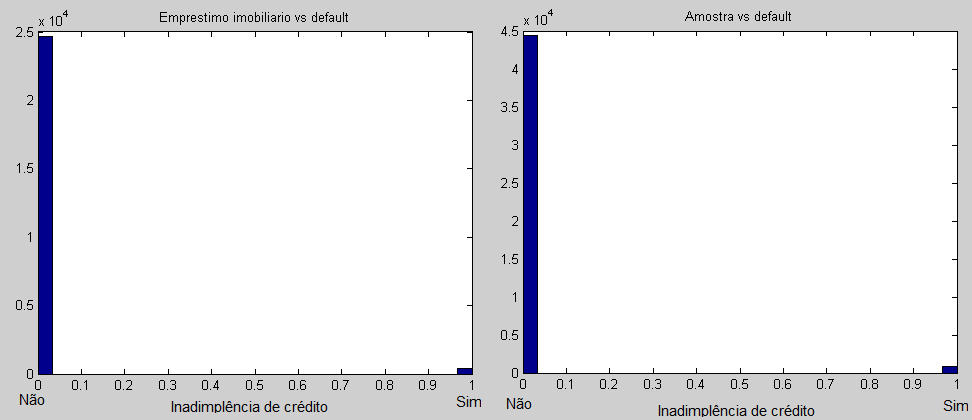 Emprestimo imobiliario vs default
x 10^4
2.5
2
1.5
1
0.5
0
0 0.1 0.2 0.3 0.4 0.5 0.6 0.7 0.8 0.9 1
Não Sim
Inadimplência de crédito
Amostra vs default
x 10^4
4.5
4
3.5
3
2.5
2
1.5
1
0.5
0
0 0.1 0.2 0.3 0.4 0.5 0.6 0.7 0.8 0.9 1
Não Sim
Inadimplência de crédito